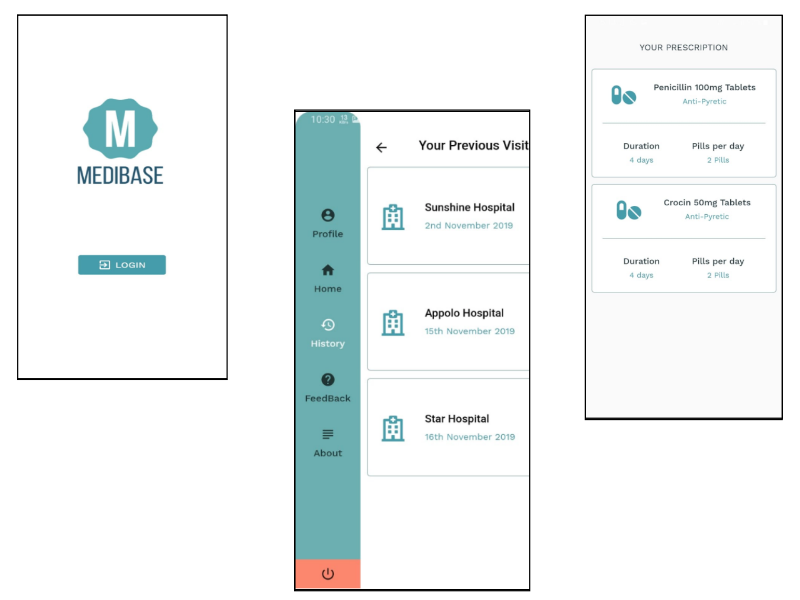 M
MEDIBASE
LOGIN
10:30
Profile
Home
History
FeedBack
About
Your Previous Visit
Sunshine Hospital
2nd November 2019
Appolo Hospital
15th November 2019
Star Hospital
16th November 2019
YOUR PRESCRIPTION
Penicillin 100mg Tablets
Anti-Pyretic
Duration Pills per day
4 days 2 Pills
Crocin 50mg Tablets
Anti-Pyretic
Duration Pills per day
4 days 2 Pills